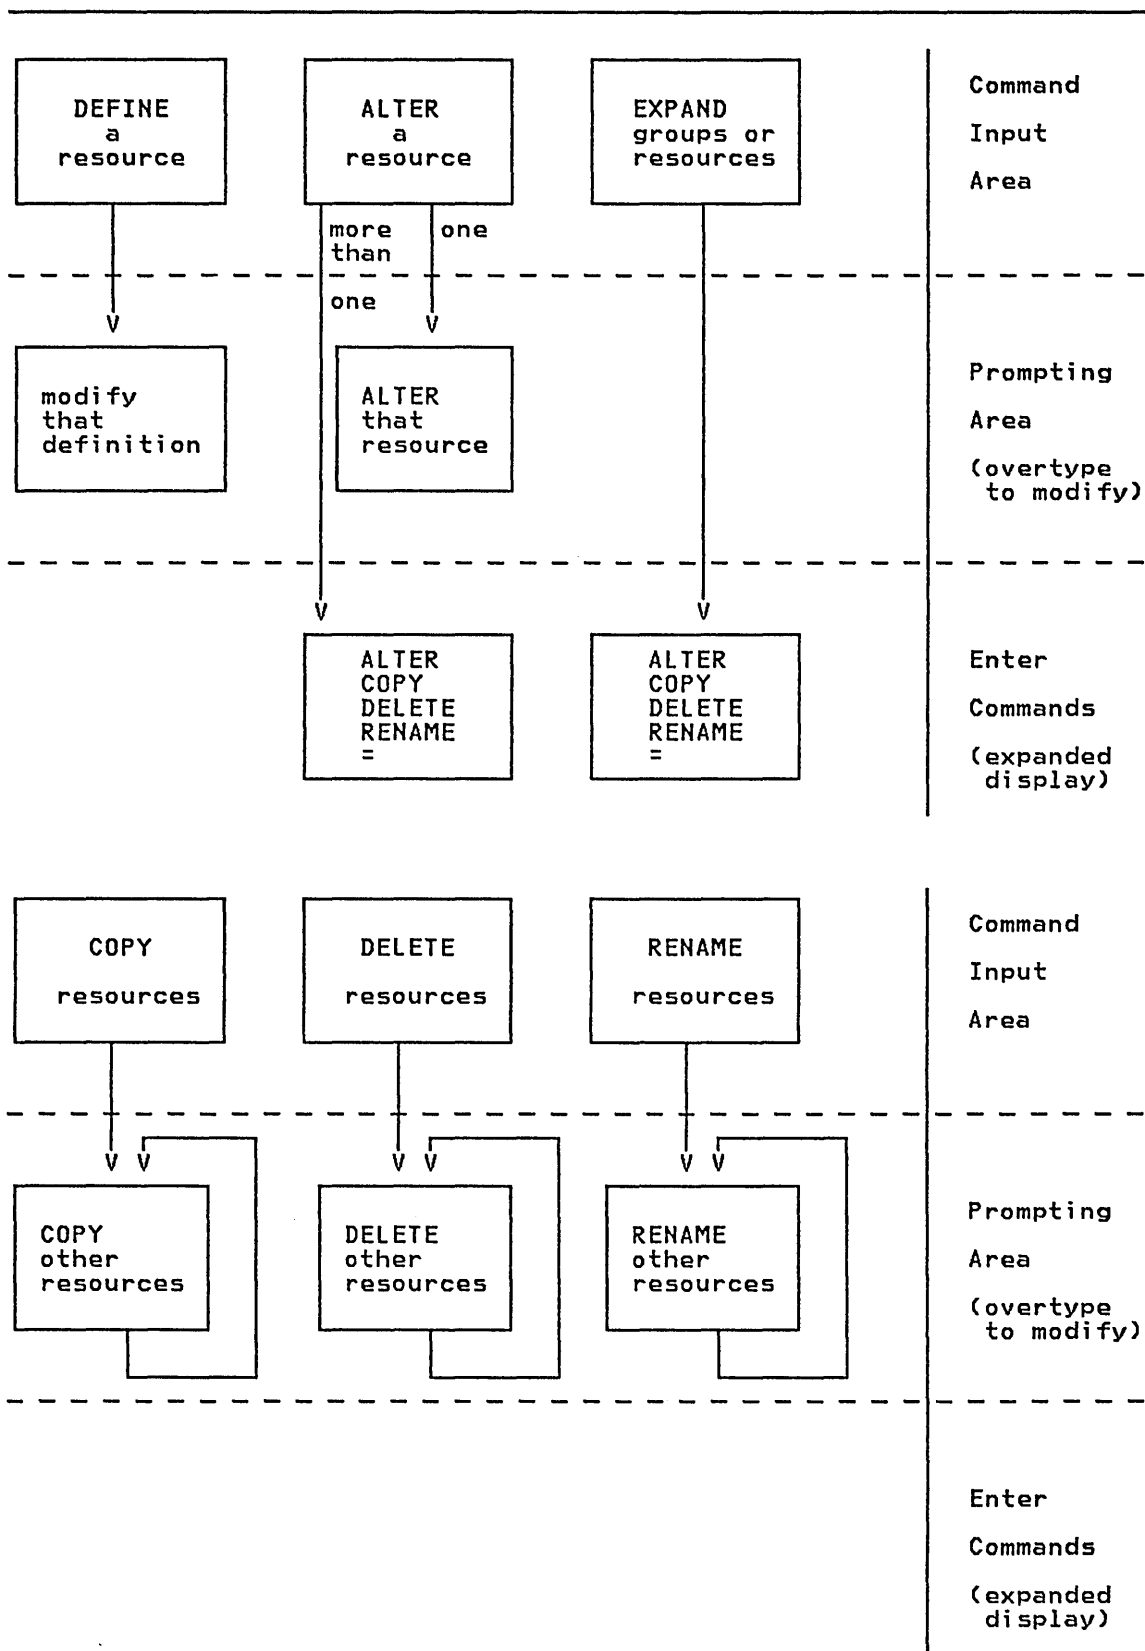 DEFINE
a
resource
ALTER
a
resource
EXPAND
groups or
resources
Command
Input
Area
more
than
one
one
V
V
modify
that
definition
ALTER
that
resource
Prompting
Area
(overtype
to modify)
V
V
ALTER
COPY
DELETE
RENAME
=
ALTER
COPY
DELETE
RENAME
=
Enter
Commands
(expanded
display)
COPY
resources
DELETE
resources
RENAME
resources
Command
Input
Area
V V
V V
V V
COPY
other
resources
DELETE
other
resources
RENAME
other
resources
Prompting
Area
(overtype
to modify)
Enter
Commands
(expanded
display)